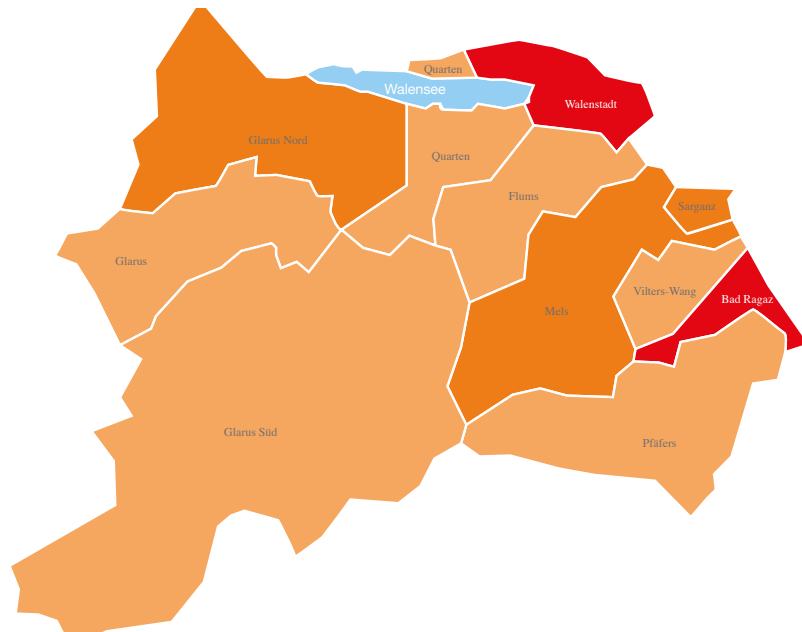 Quarten
Walensee
Walenstadt
Glarus Nord
Quarten
Flums
Sarganz
Glarus
Vilters-Wang
Bad Ragaz
Mels
Glarus Süd
Pfäfers